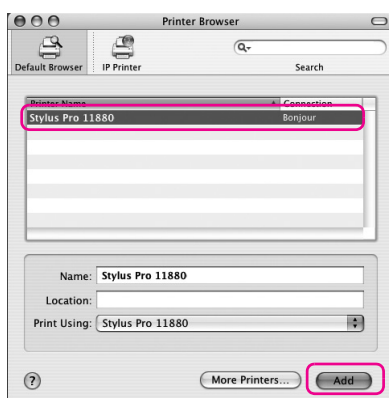 Printer Browser
Default Browser
IP Printer
Search
Printer Name Connection
Stylus Pro 11880 Bonjour
Name: Stylus Pro 11880
Location:
Print Using: Stylus Pro 11880
? More Printers... Add